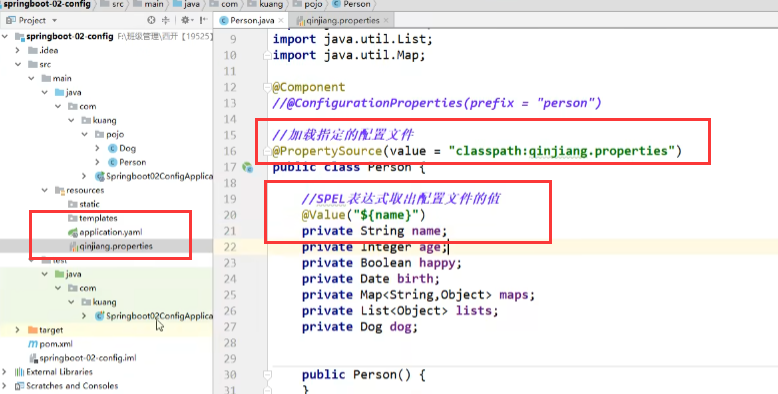 springboot-02-config
src
main
java
com
kuang
pojo
Person
Project
Person.java
qinjiang.properties
springboot-02-config F:\班级管理\西开【19525】
.idea
src
main
java
com
kuang
pojo
Dog
Person
Springboot02ConfigApplica
resources
static
templates
application.yaml
qinjiang.properties
test
java
com
kuang
Springboot02ConfigApplica
target
pom.xml
springboot-02-config.iml
External Libraries
Scratches and Consoles
9 import java.util.List;
10 import java.util.Map;
11
12 @Component
13 //@ConfigurationProperties(prefix = "person")
14
15 //加载指定的配置文件
16 @PropertySource(value = "classpath:qinjiang.properties")
17 public class Person {
18
19 //SPEL表达式取出配置文件的值
20 @Value("${name}")
21 private String name;
22 private Integer age;
23 private Boolean happy;
24 private Date birth;
25 private Map<String,Object> maps;
26 private List<Object> lists;
27 private Dog dog;
28
29
30 public Person() {
31 }